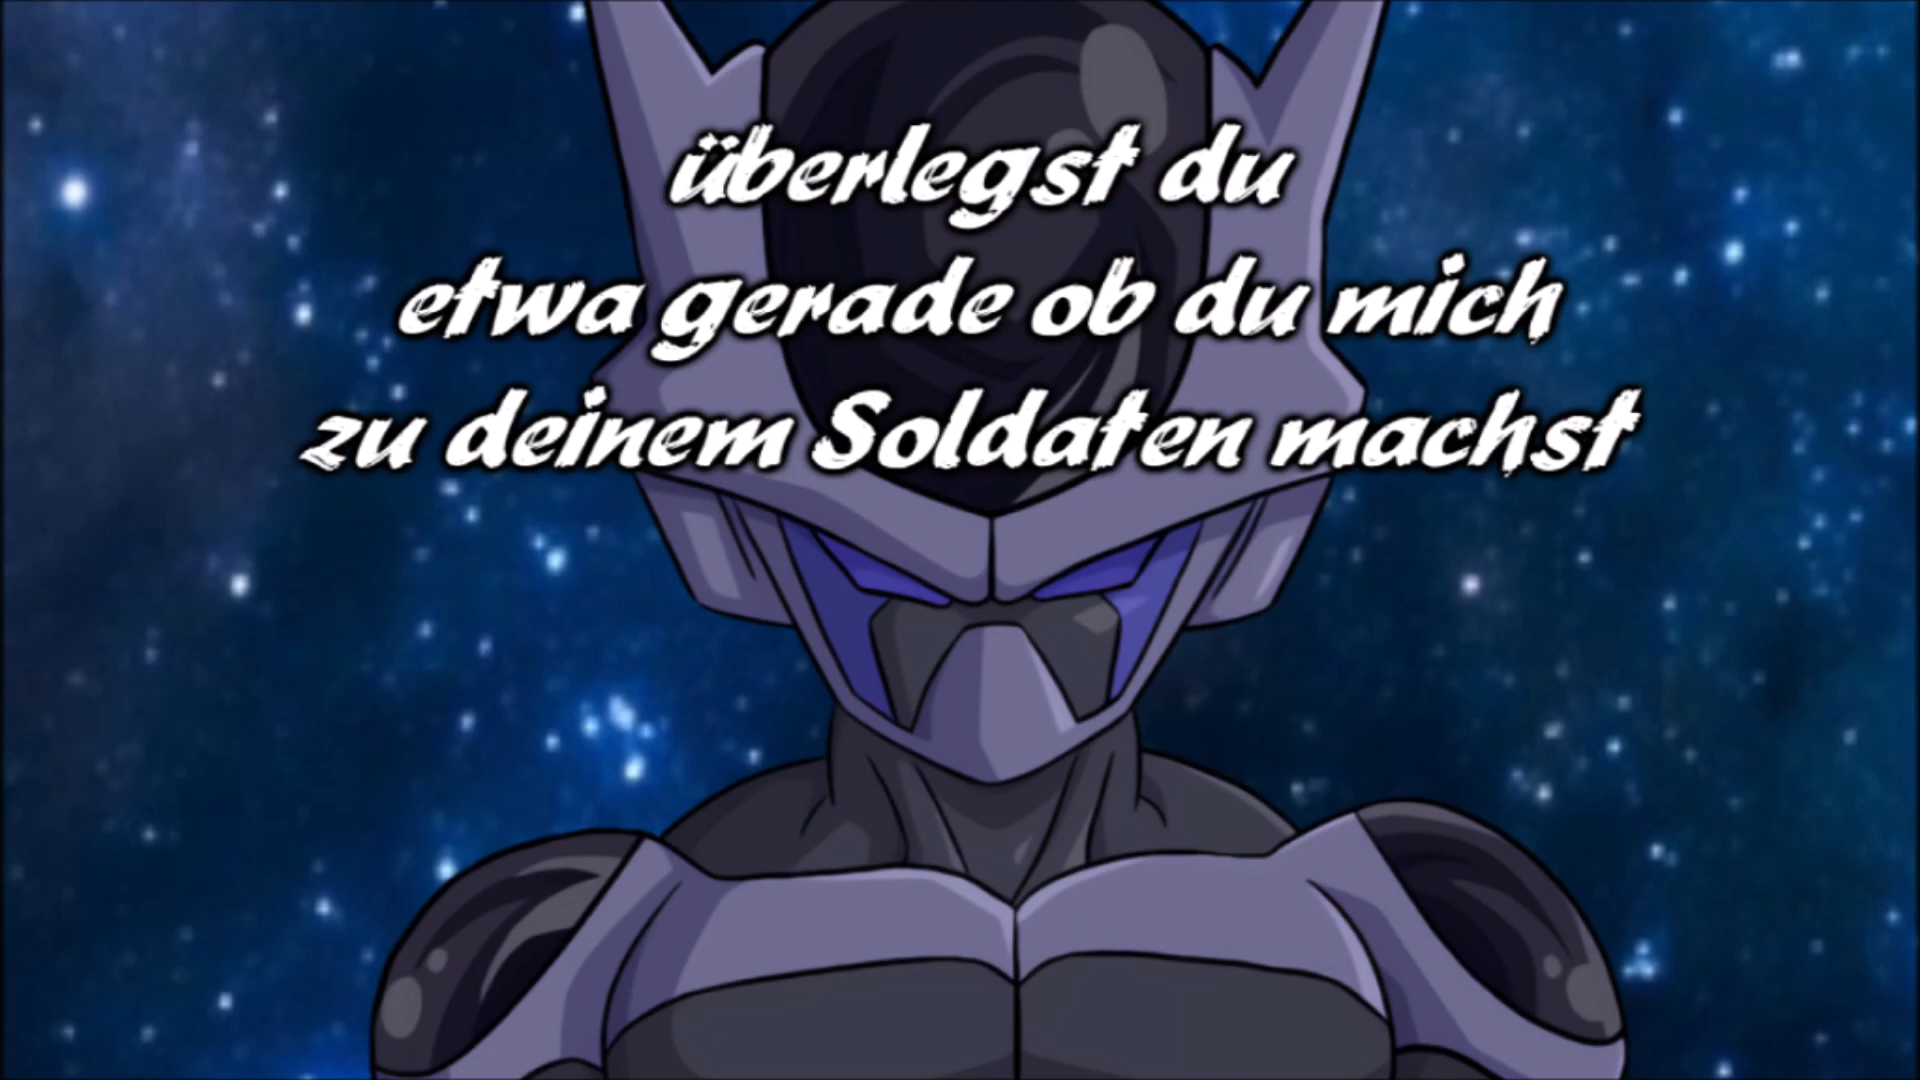 überlegst du
etwa gerade ob du mich
zu deinem Soldaten machst